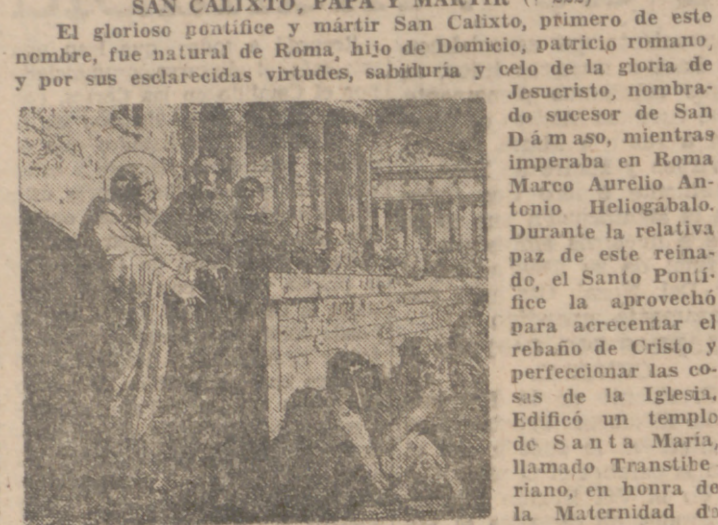 SAN CALIXTO, PAPA Y MÁRTIR
El glorioso pontífice y mártir San Calixto, primero de este
nombre, fue natural de Roma, hijo de Domicio, patricio romano,
y por sus esclarecidas virtudes, sabiduría y celo de la gloria de
Jesucristo, nombra-
do sucesor de San
Dámaso, mientras
imperaba en Roma
Marco Aurelio An-
tonio Heliogábalo.
Durante la relativa
paz de este reina-
do, el Santo Pontí-
fice la aprovechó
para acrecentar el
rebaño de Cristo y
perfeccionar las co-
sas de la Iglesia.
Edificó un templo
de Santa María,
llamado Transtibe
riano, en honra de
la Maternidad de